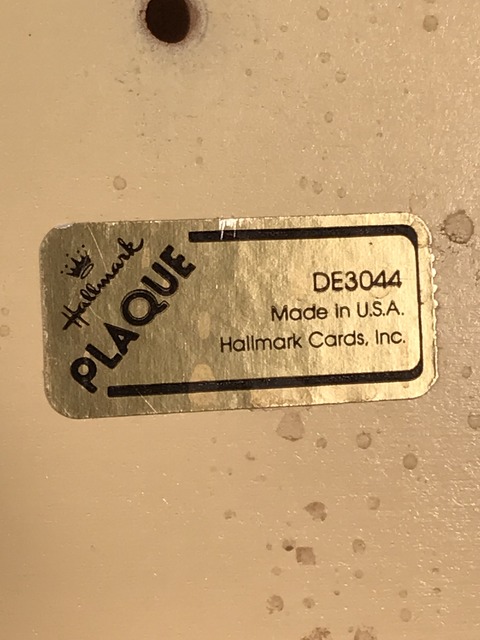 Hallmark
PLAQUE
DE3044
Made in U.S.A.
Hallmark Cards, Inc.